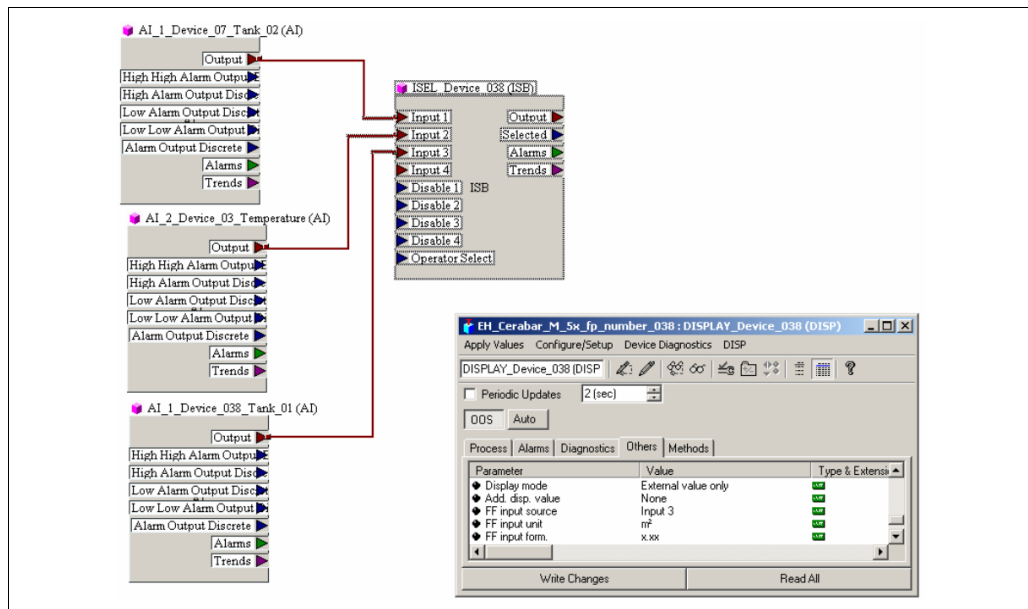 AI_1_Device_07_Tank_02 (AI)
Output
High High Alarm Output
High Alarm Output Disc
Low Alarm Output Disc
Low Low Alarm Output
Alarm Output Discrete
Alarms
Trends
AI_2_Device_03_Temperature (AI)
Output
High High Alarm Output
High Alarm Output Disc
Low Alarm Output Disc
Low Low Alarm Output
Alarm Output Discrete
Alarms
Trends
AI_1_Device_038_Tank_01 (AI)
Output
High High Alarm Output
High Alarm Output Disc
Low Alarm Output Disc
Low Low Alarm Output
Alarm Output Discrete
Alarms
Trends
ISEL_Device_038 (ISB)
Input 1 Output
Input 2 Selected
Input 3 Alarms
Input 4 Trends
Disable 1 ISB
Disable 2
Disable 3
Disable 4
Operator Select
EH_Cerabar_M_5x_fp_number_038 : DISPLAY_Device_038 (DISP)
Apply Values Configure/Setup Device Diagnostics DISP
DISPLAY_Device_038 (DISP
Periodic Updates 2 (sec)
OOS Auto
Process Alarms Diagnostics Others Methods
Parameter Value Type & Extensi
Display mode External value only
Add. disp. value None
FF input source Input 3
FF input unit m²
FF input form. x.xx
Write Changes Read All